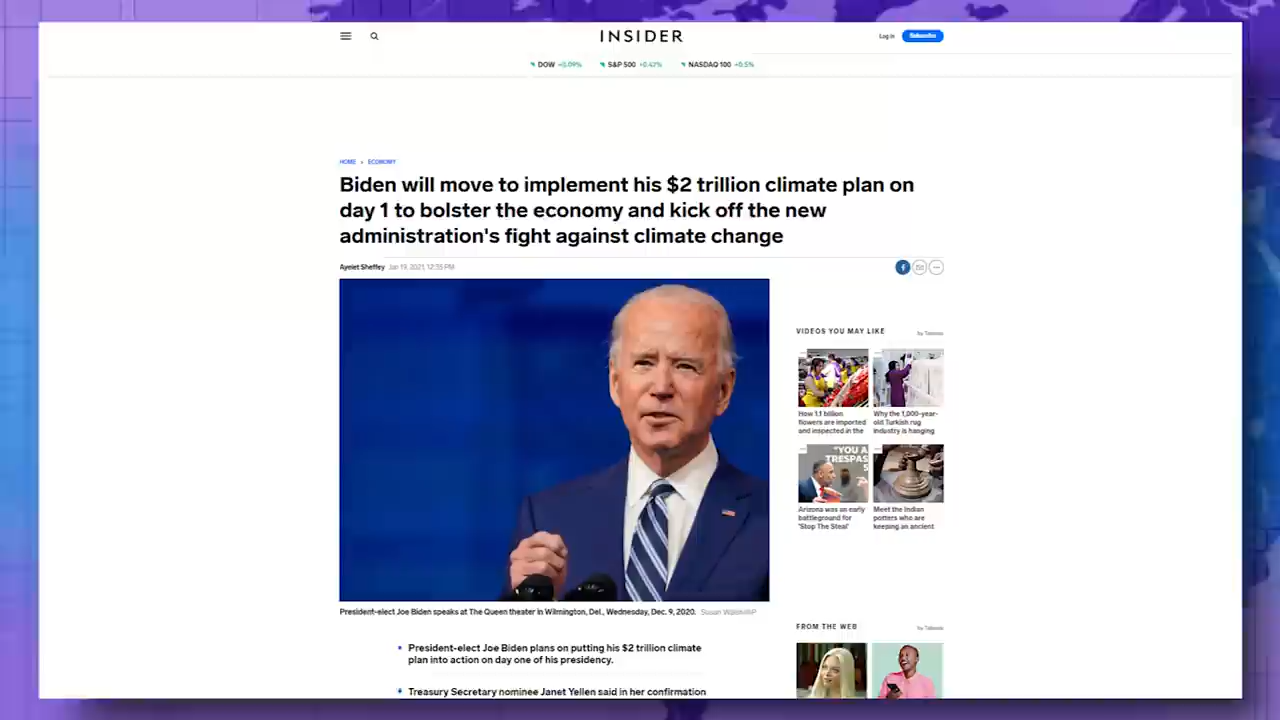 INSIDER
Log in
Subscribe
DOW +0.09%
S&P 500 +0.42%
NASDAQ 100 +0.5%
HOME
ECONOMY
Biden will move to implement his $2 trillion climate plan on
day 1 to bolster the economy and kick off the new
administration's fight against climate change
Ayelet Sheffey Jan 19, 2021, 12:35 PM
President-elect Joe Biden speaks at The Queen theater in Wilmington, Del., Wednesday, Dec. 9, 2020. Susan Walsh/AP
• President-elect Joe Biden plans on putting his $2 trillion climate
plan into action on day one of his presidency.
• Treasury Secretary nominee Janet Yellen said in her confirmation
VIDEOS YOU MAY LIKE
by Taboola
How 1.1 billion
flowers are imported
and inspected in the
Why the 1,000-year-
old Turkish rug
industry is hanging
"YOU A
TRESPAS
S
Arizona was an early
battleground for
'Stop The Steal'
Meet the Indian
potters who are
keeping an ancient
FROM THE WEB
by Taboola